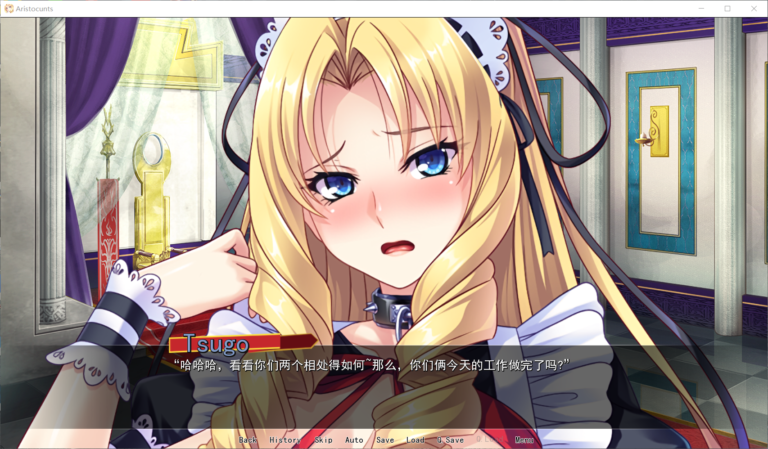 Aristocunts
Tsugo
“哈哈哈，看看你们两个相处得如何~那么，你们俩今天的工作做完了吗?”
Back History Skip Auto Save Load Q.Save Menu